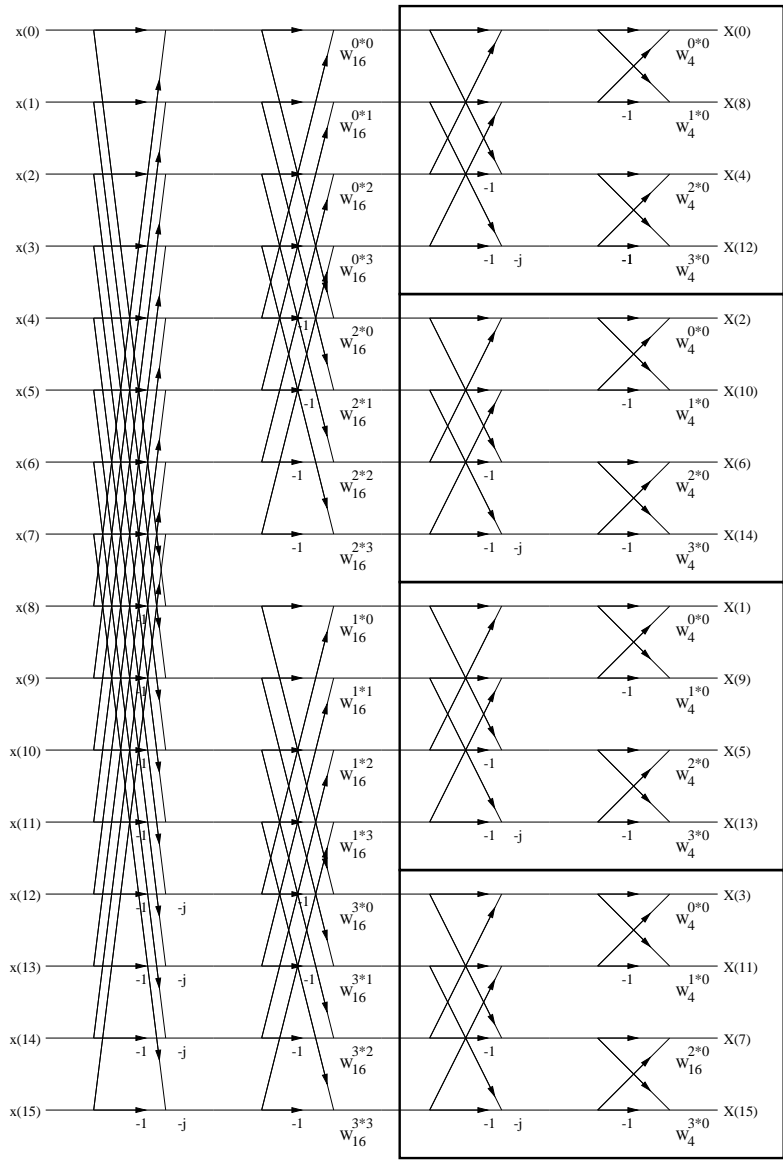 x(0) X(0)
W16^0*0 W4^0*0
x(1) X(8)
W16^0*1 -1 W4^1*0
x(2) X(4)
W16^0*2 -1 W4^2*0
x(3) X(12)
W16^0*3 -1 -j -1 W4^3*0
x(4) X(2)
-1 W16^2*0 W4^0*0
x(5) X(10)
-1 W16^2*1 -1 W4^1*0
x(6) X(6)
-1 W16^2*2 -1 W4^2*0
x(7) X(14)
-1 W16^2*3 -1 -j -1 W4^3*0
x(8) X(1)
-1 W16^1*0 W4^0*0
x(9) X(9)
-1 W16^1*1 -1 W4^1*0
x(10) X(5)
-1 W16^1*2 -1 W4^2*0
x(11) X(13)
-1 W16^1*3 -1 -j -1 W4^3*0
x(12) X(3)
-1 -j -1 W16^3*0 W4^0*0
x(13) X(11)
-1 -j -1 W16^3*1 -1 W4^1*0
x(14) X(7)
-1 -j -1 W16^3*2 -1 W16^2*0
x(15) X(15)
-1 -j -1 W16^3*3 -1 -j -1 W4^3*0